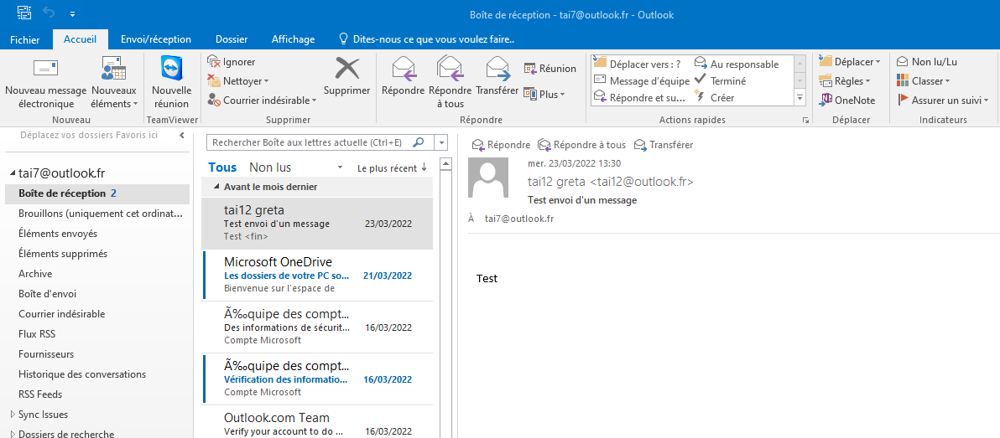 Boîte de réception - tai7@outlook.fr - Outlook
Fichier
Accueil
Envoi/réception
Dossier
Affichage
Dites-nous ce que vous voulez faire..
Nouveau message
électronique
Nouveaux
éléments
Nouveau
Nouvelle
réunion
TeamViewer
Ignorer
Nettoyer
Courrier indésirable
Supprimer
Supprimer
Répondre
Répondre
à tous
Transférer
Réunion
Plus
Répondre
Déplacer vers : ?
Message d'équipe
Répondre et su...
Au responsable
Terminé
Créer
Actions rapides
Déplacer
Règles
OneNote
Déplacer
Non lu/Lu
Classer
Assurer un suivi
Indicateurs
Déplacez vos dossiers Favoris ici
tai7@outlook.fr
Boîte de réception 2
Brouillons (uniquement cet ordinat...
Éléments envoyés
Éléments supprimés
Archive
Boîte d'envoi
Courrier indésirable
Flux RSS
Fournisseurs
Historique des conversations
RSS Feeds
Sync Issues
Dossiers de recherche
Rechercher Boîte aux lettres actuelle (Ctrl+E)
Tous Non lus Le plus récent
Avant le mois dernier
tai12 greta
Test envoi d'un message 23/03/2022
Test <fin>
Microsoft OneDrive
Les dossiers de votre PC so... 21/03/2022
Bienvenue sur l'espace de
Ã‰quipe des compt...
Des informations de sécurit... 16/03/2022
Compte Microsoft
Ã‰quipe des compt...
Vérification des informatio... 16/03/2022
Compte Microsoft
Outlook.com Team
Verify your account to do ... 16/03/2022
Répondre Répondre à tous Transférer
mer. 23/03/2022 13:30
tai12 greta <tai12@outlook.fr>
Test envoi d'un message
À tai7@outlook.fr
Test